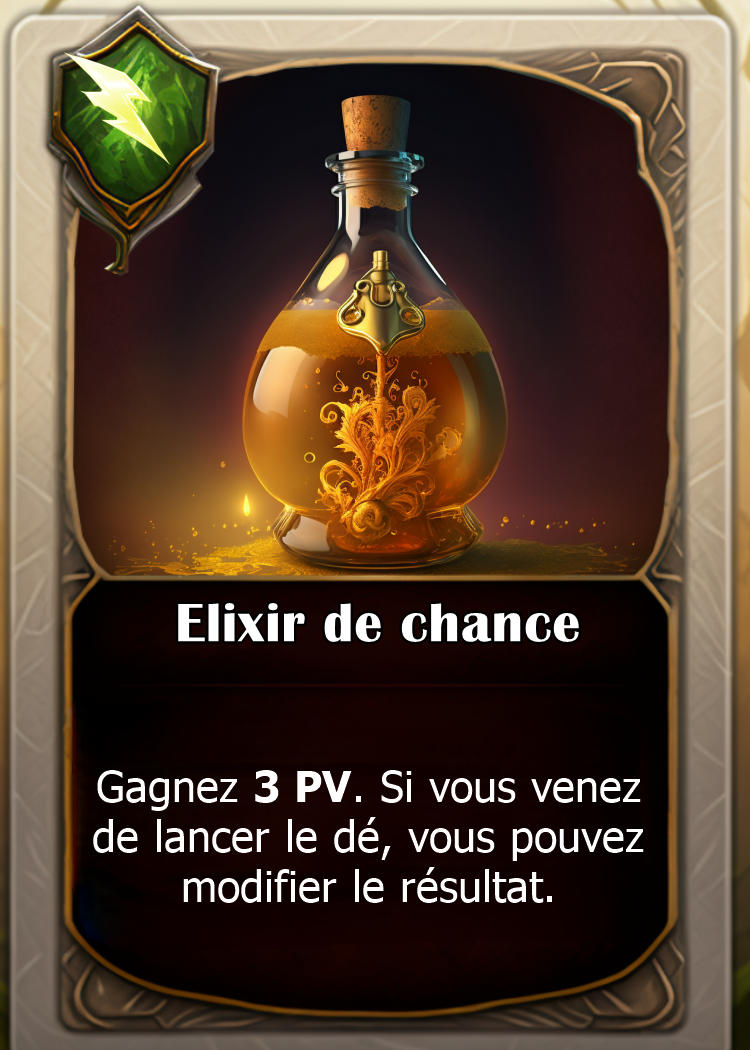 Elixir de chance
Gagnez 3 PV. Si vous venez
de lancer le dé, vous pouvez
modifier le résultat.